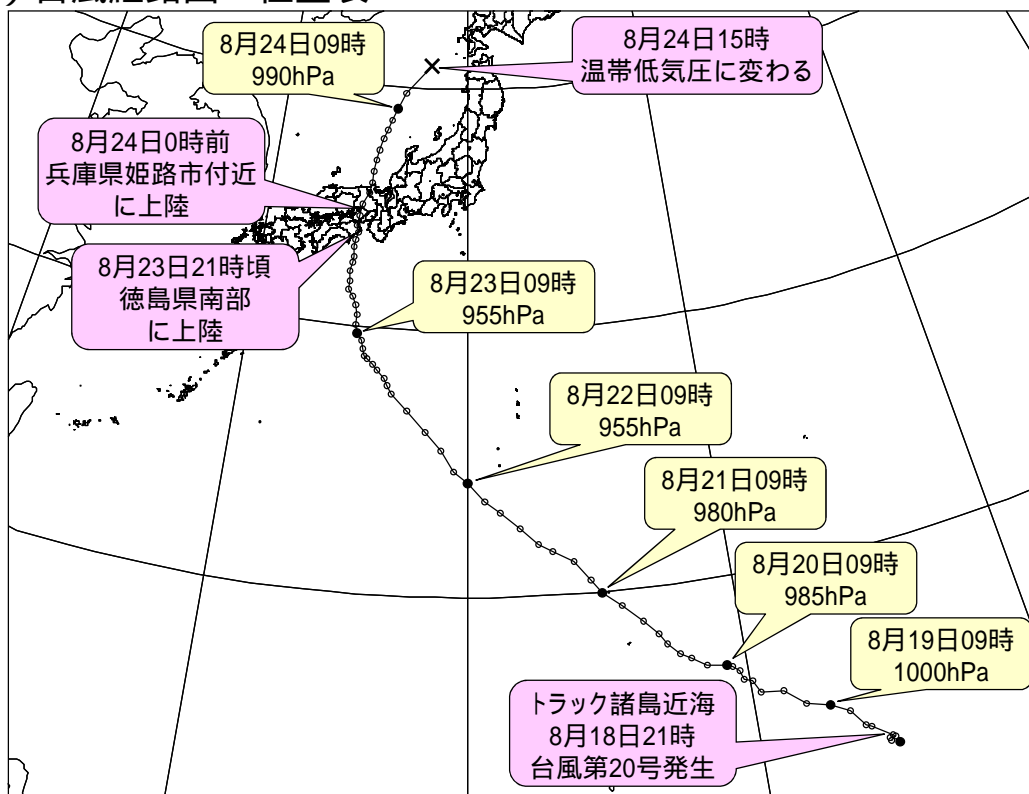 8月24日09時
990hPa
8月24日15時
温帯低気圧に変わる
8月24日0時前
兵庫県姫路市付近
に上陸
8月23日21時頃
徳島県南部
に上陸
8月23日09時
955hPa
8月22日09時
955hPa
8月21日09時
980hPa
8月20日09時
985hPa
8月19日09時
1000hPa
トラック諸島近海
8月18日21時
台風第20号発生